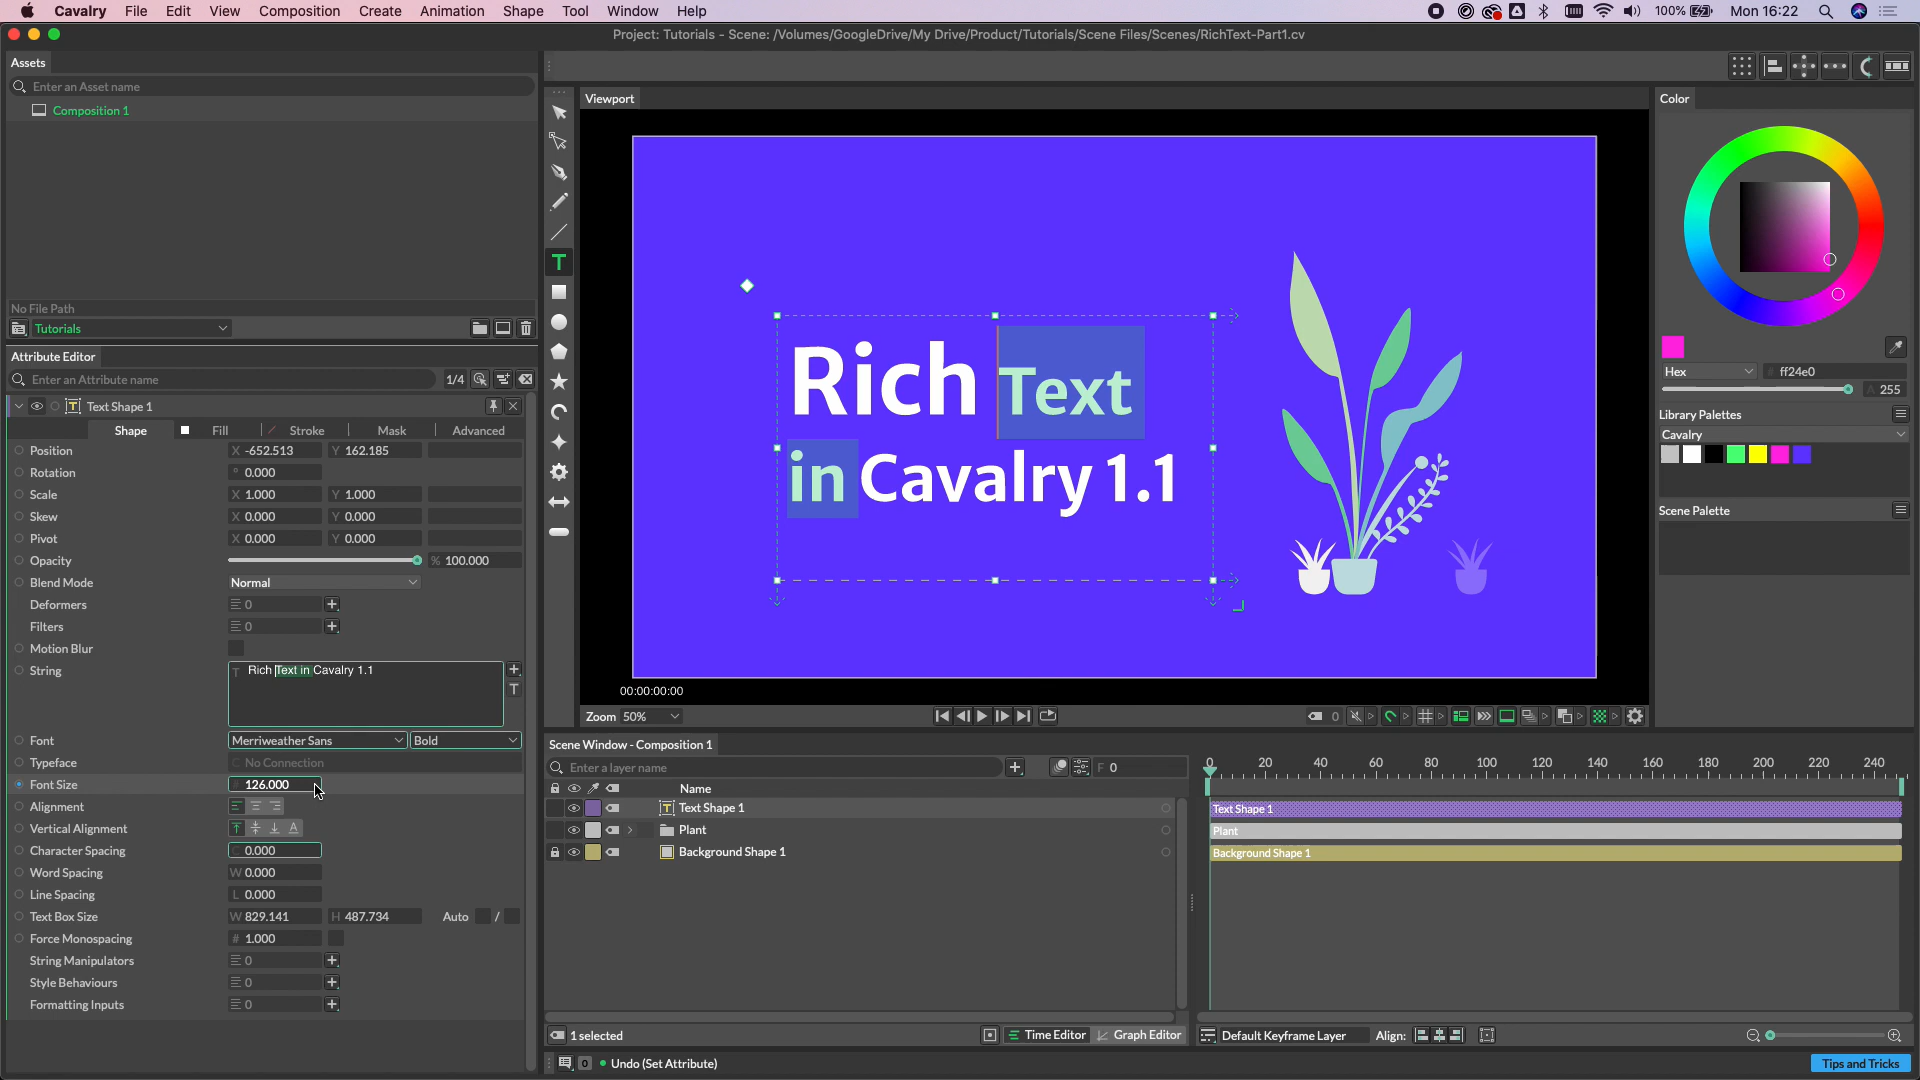 Cavalry File Edit View Composition Create Animation Shape Tool Window Help 100% Mon 16:22
Project: Tutorials - Scene: /Volumes/GoogleDrive/My Drive/Product/Tutorials/Scene Files/Scenes/RichText-Part1.cv
Assets
Enter an Asset name
Composition 1
No File Path
Tutorials
Attribute Editor
Enter an Attribute name 1/4
Text Shape 1
Shape Fill Stroke Mask Advanced
Position X -652.513 Y 162.185
Rotation ° 0.000
Scale X 1.000 Y 1.000
Skew X 0.000 Y 0.000
Pivot X 0.000 Y 0.000
Opacity % 100.000
Blend Mode Normal
Deformers 0
Filters 0
Motion Blur
String T Rich Text in Cavalry 1.1
Font Merriweather Sans Bold
Typeface C No Connection
Font Size 126.000
Alignment
Vertical Alignment
Character Spacing C 0.000
Word Spacing W 0.000
Line Spacing L 0.000
Text Box Size W 829.141 H 487.734 Auto /
Force Monospacing # 1.000
String Manipulators 0
Style Behaviours 0
Formatting Inputs 0
Viewport
Rich Text
in Cavalry 1.1
00:00:00:00
Zoom 50% 0
Color
Hex # ff24e0
A 255
Library Palettes
Cavalry
Scene Palette
Scene Window - Composition 1
Enter a layer name F 0
Name
Text Shape 1
Plant
Background Shape 1
0 20 40 60 80 100 120 140 160 180 200 220 240
Text Shape 1
Plant
Background Shape 1
1 selected Time Editor Graph Editor Default Keyframe Layer Align:
0 Undo (Set Attribute) Tips and Tricks